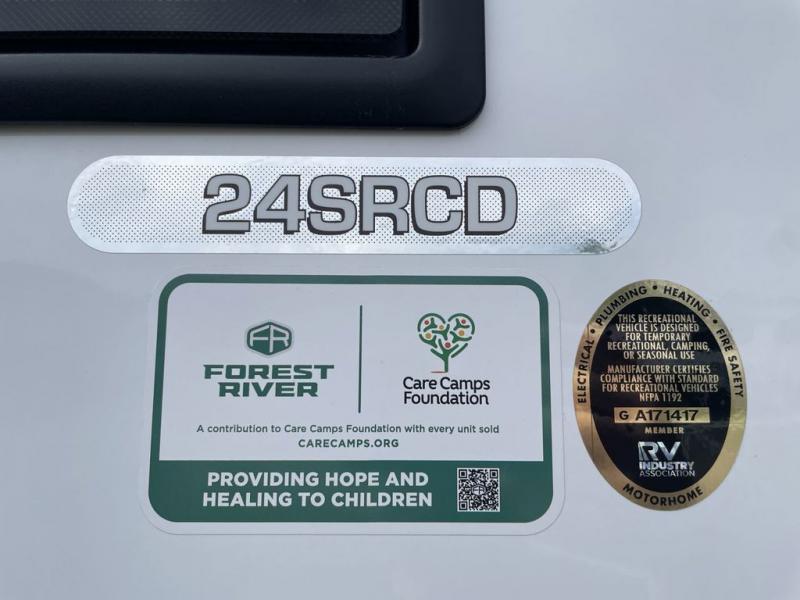 24SRCD
FR
FOREST
RIVER
Care Camps
Foundation
A contribution to Care Camps Foundation with every unit sold
CARECAMPS.ORG
PROVIDING HOPE AND
HEALING TO CHILDREN
FR
ELECTRICAL • PLUMBING • HEATING • FIRE SAFETY
THIS RECREATIONAL
VEHICLE IS DESIGNED
FOR TEMPORARY
RECREATIONAL, CAMPING,
OR SEASONAL USE
MANUFACTURER CERTIFIES
COMPLIANCE WITH STANDARD
FOR RECREATIONAL VEHICLES
NFPA 1192
G A171417
MEMBER
RV
INDUSTRY
ASSOCIATION
MOTORHOME